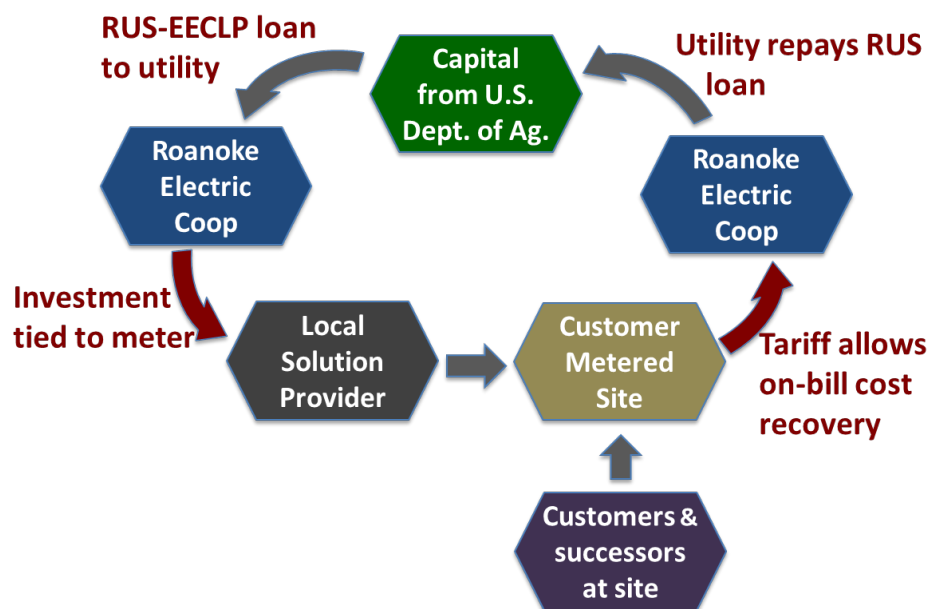 RUS-EECLP loan
to utility
Capital
from U.S.
Dept. of Ag.
Utility repays RUS
loan
Roanoke
Electric
Coop
Roanoke
Electric
Coop
Investment
tied to meter
Local
Solution
Provider
Customer
Metered
Site
Tariff allows
on-bill cost
recovery
Customers &
successors
at site